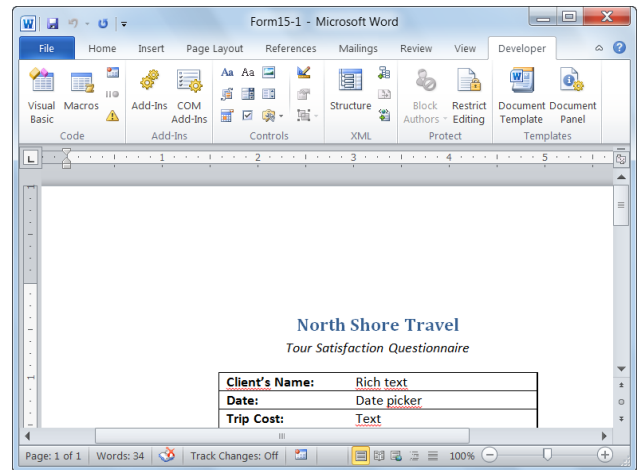 Form15-1 - Microsoft Word
File Home Insert Page Layout References Mailings Review View Developer
Aa Aa
Visual Basic Macros Add-Ins COM Add-Ins Structure Block Authors Restrict Editing Document Template Document Panel
Code Add-Ins Controls XML Protect Templates
L 1 2 3 4 5
North Shore Travel
Tour Satisfaction Questionnaire
Client's Name: Rich text
Date: Date picker
Trip Cost: Text
Page: 1 of 1 Words: 34 Track Changes: Off 100%